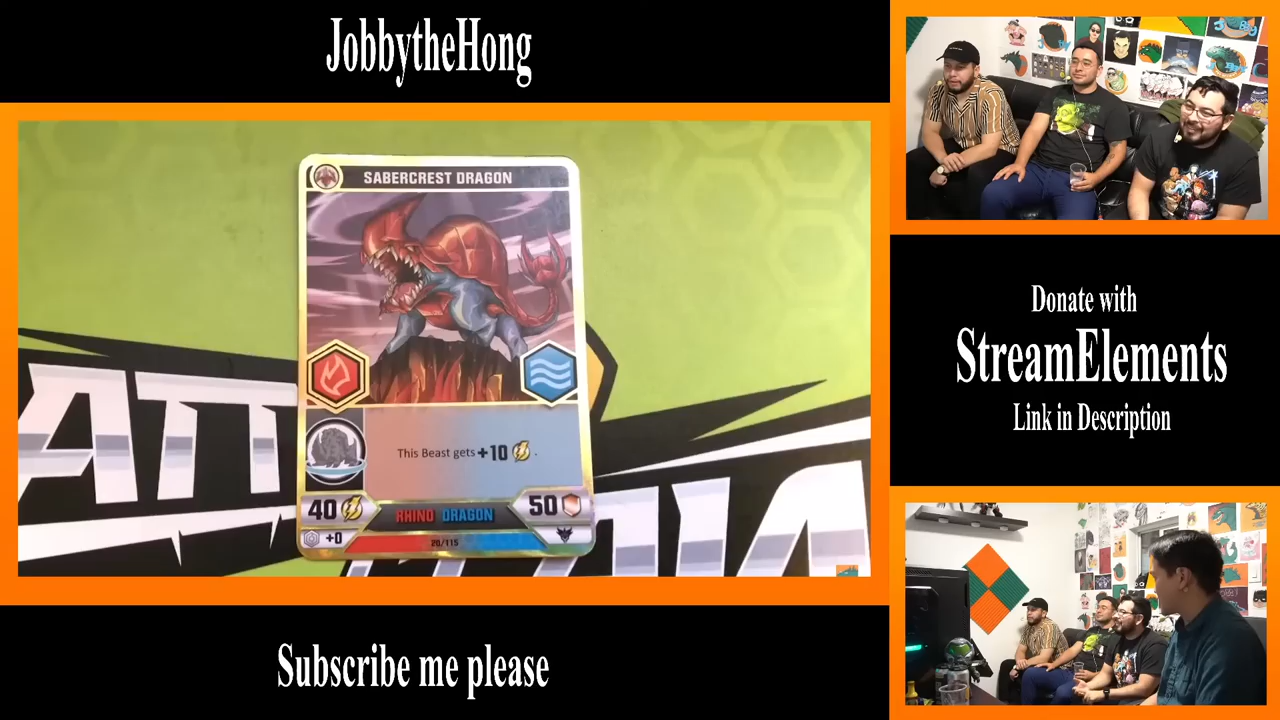 JobbytheHong
SABERCREST DRAGON
This Beast gets +10 .
40
50
RHINO DRAGON
+0
20/115
Donate with
StreamElements
Link in Description
Subscribe me please